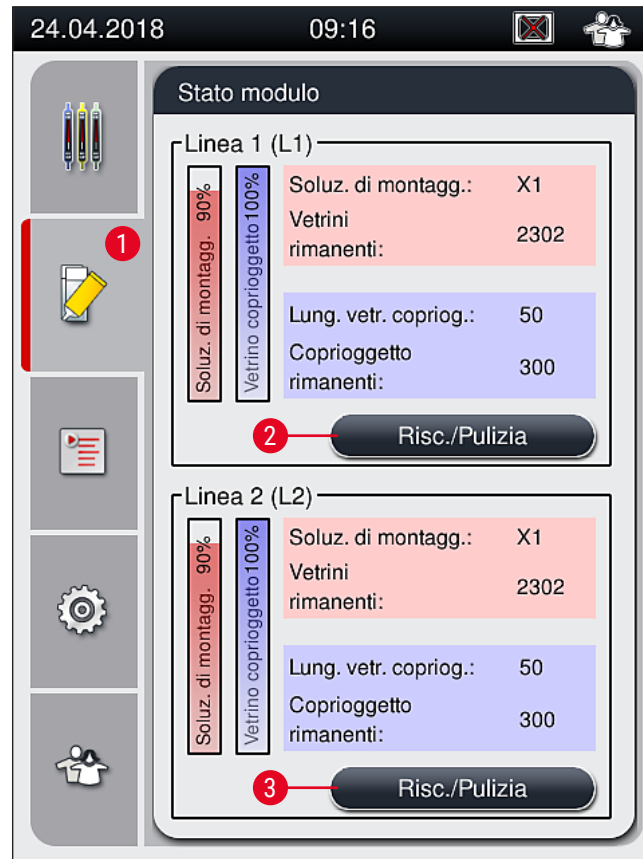 24.04.2018 09:16
Stato modulo
1
Linea 1 (L1)
Soluz. di montagg. 90%
Vetrino coprioggetto 100%
Soluz. di montagg.: X1
Vetrini
rimanenti: 2302
Lung. vetr. copriog.: 50
Coprioggetto
rimanenti: 300
2
Risc./Pulizia
Linea 2 (L2)
Soluz. di montagg. 90%
Vetrino coprioggetto 100%
Soluz. di montagg.: X1
Vetrini
rimanenti: 2302
Lung. vetr. copriog.: 50
Coprioggetto
rimanenti: 300
3
Risc./Pulizia